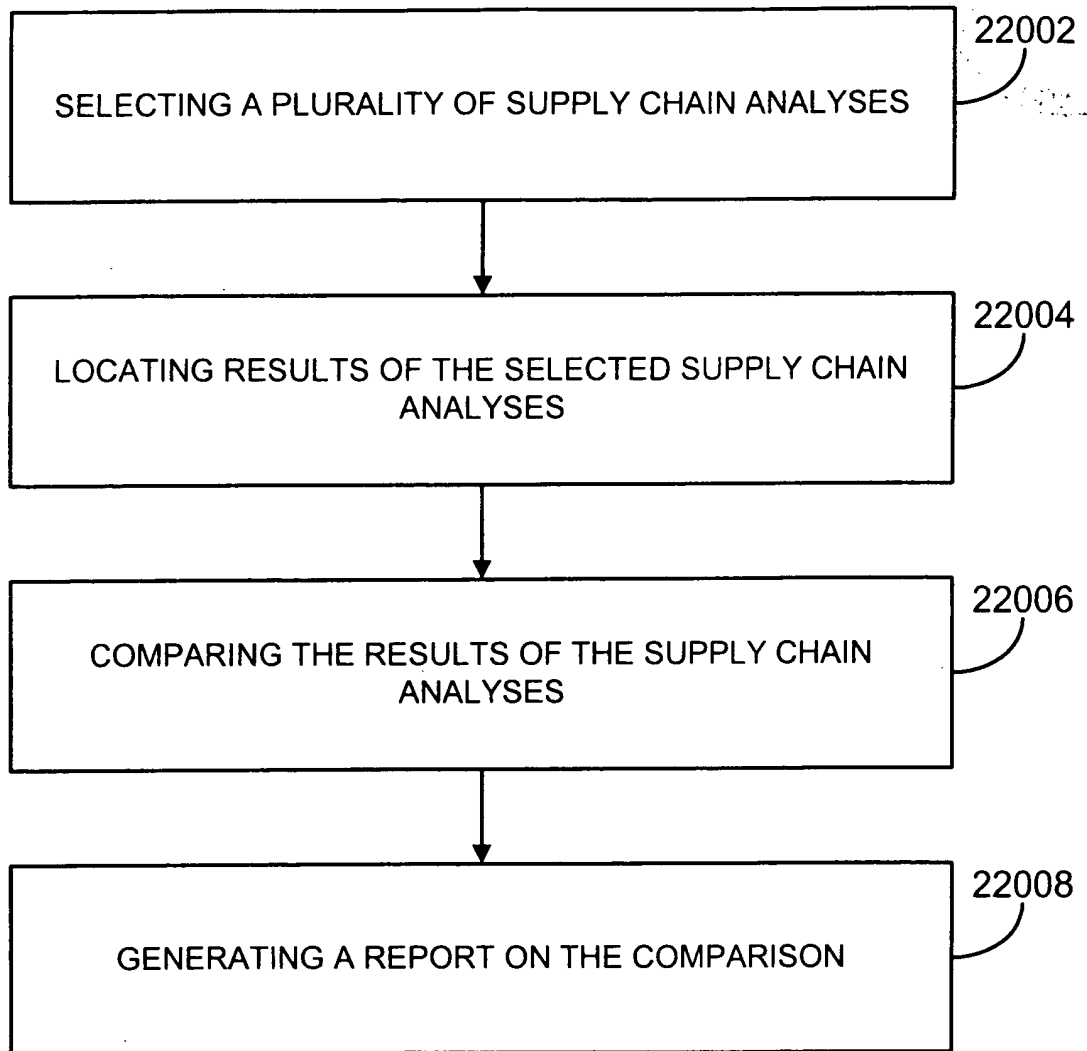 22002
SELECTING A PLURALITY OF SUPPLY CHAIN ANALYSES
22004
LOCATING RESULTS OF THE SELECTED SUPPLY CHAIN
ANALYSES
22006
COMPARING THE RESULTS OF THE SUPPLY CHAIN
ANALYSES
22008
GENERATING A REPORT ON THE COMPARISON